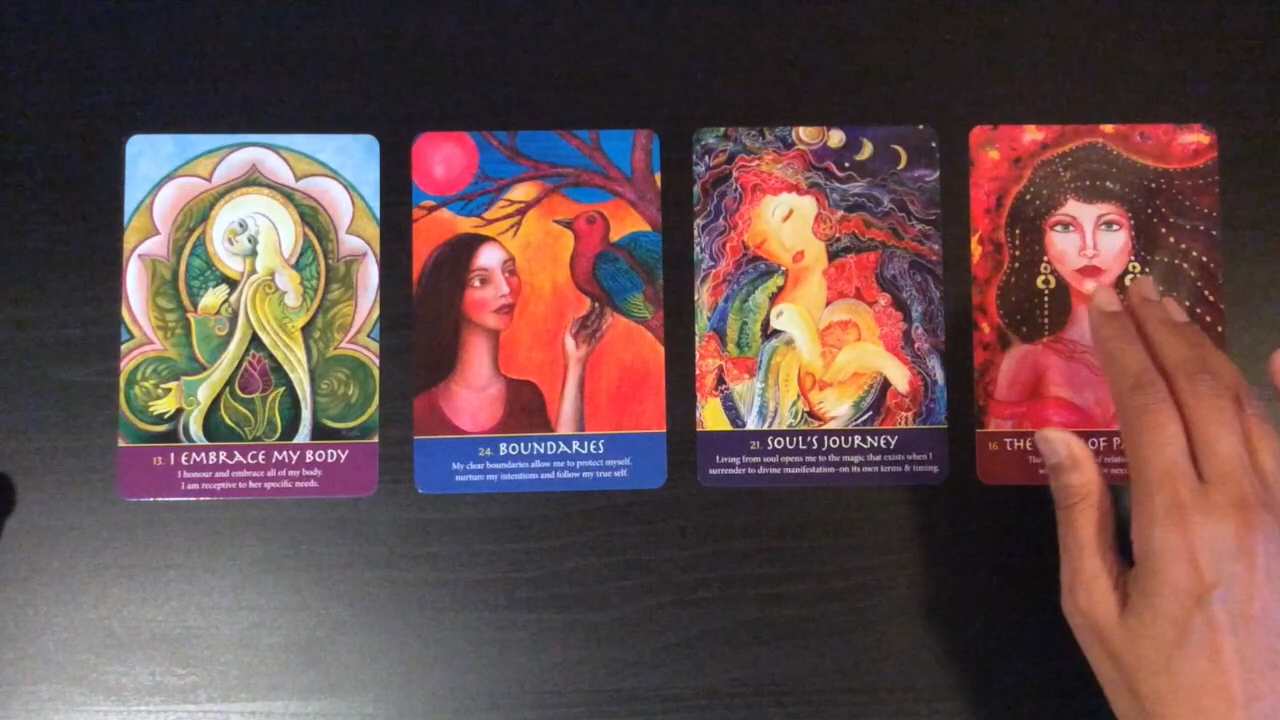 13. I EMBRACE MY BODY
I honour and embrace all of my body.
I am receptive to her specific needs.
24. BOUNDARIES
My clear boundaries allow me to protect myself,
nurture my intentions and follow my true self.
21. SOUL'S JOURNEY
Living from soul opens me to the magic that exists when I
surrender to divine manifestation-on its own terms & timing.
16. THE OF
of